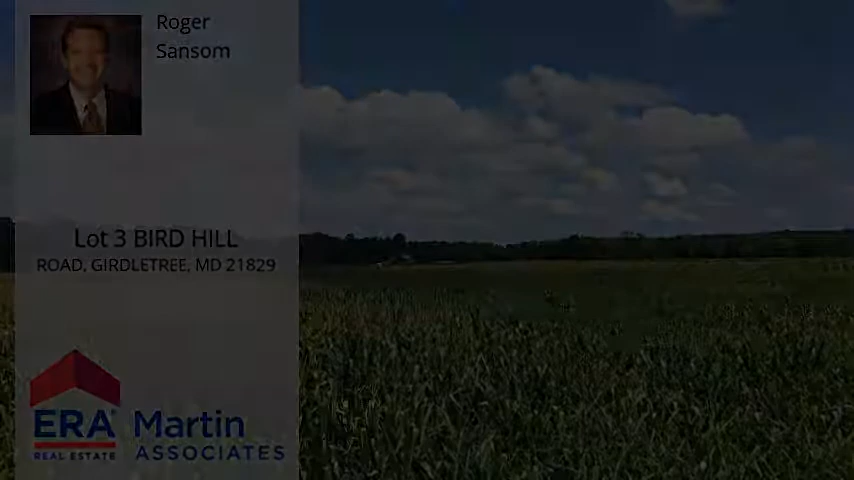 Roger
Sansom
Lot 3 BIRD HILL
ROAD, GIRDLETREE, MD 21829
ERA
REAL ESTATE
Martin
ASSOCIATES